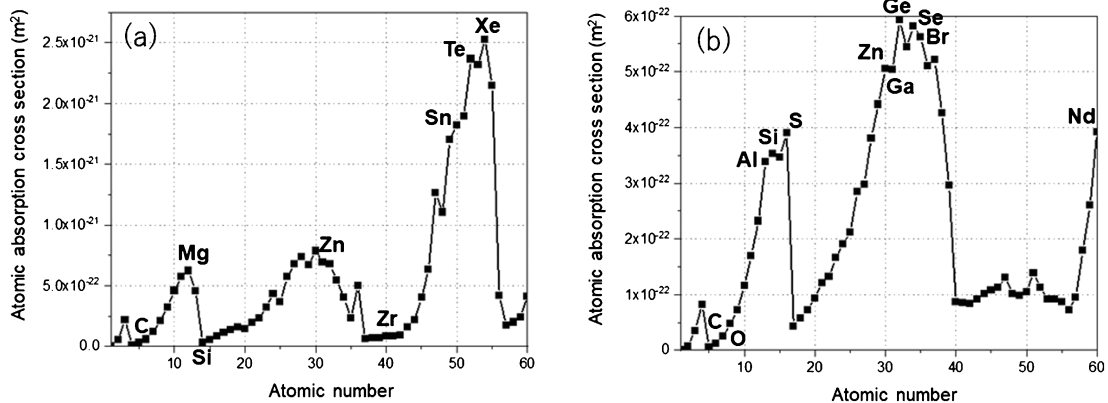 (a)
Atomic absorption cross section (m²)
2.5x10⁻²¹
2.0x10⁻²¹
1.5x10⁻²¹
1.0x10⁻²¹
5.0x10⁻²²
0.0
Xe
Te
Sn
Mg
Zn
C
Zr
Si
10 20 30 40 50 60
Atomic number
(b)
Atomic absorption cross section (m²)
6x10⁻²²
5x10⁻²²
4x10⁻²²
3x10⁻²²
2x10⁻²²
1x10⁻²²
0.0
Ge
Se
Br
Zn
Ga
S
Si
Al
Nd
C
O
10 20 30 40 50 60
Atomic number